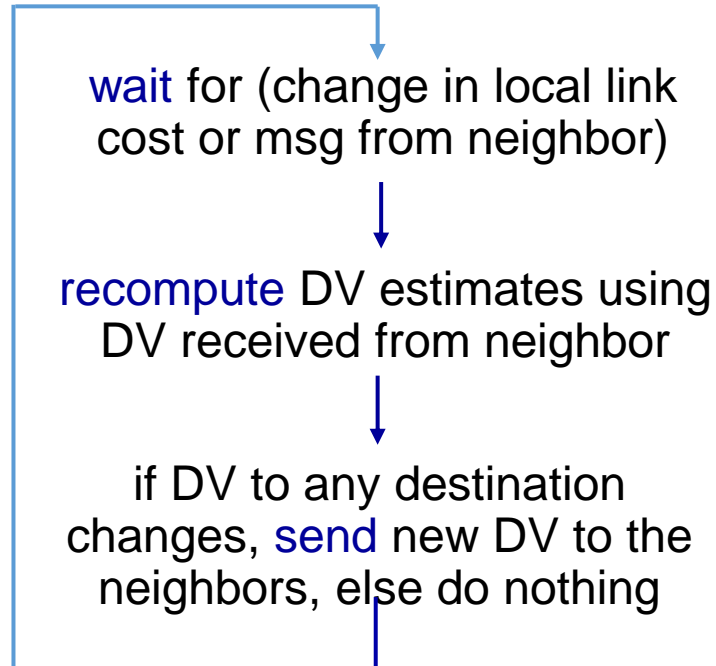 wait for (change in local link
cost or msg from neighbor)
recompute DV estimates using
DV received from neighbor
if DV to any destination
changes, send new DV to the
neighbors, else do nothing